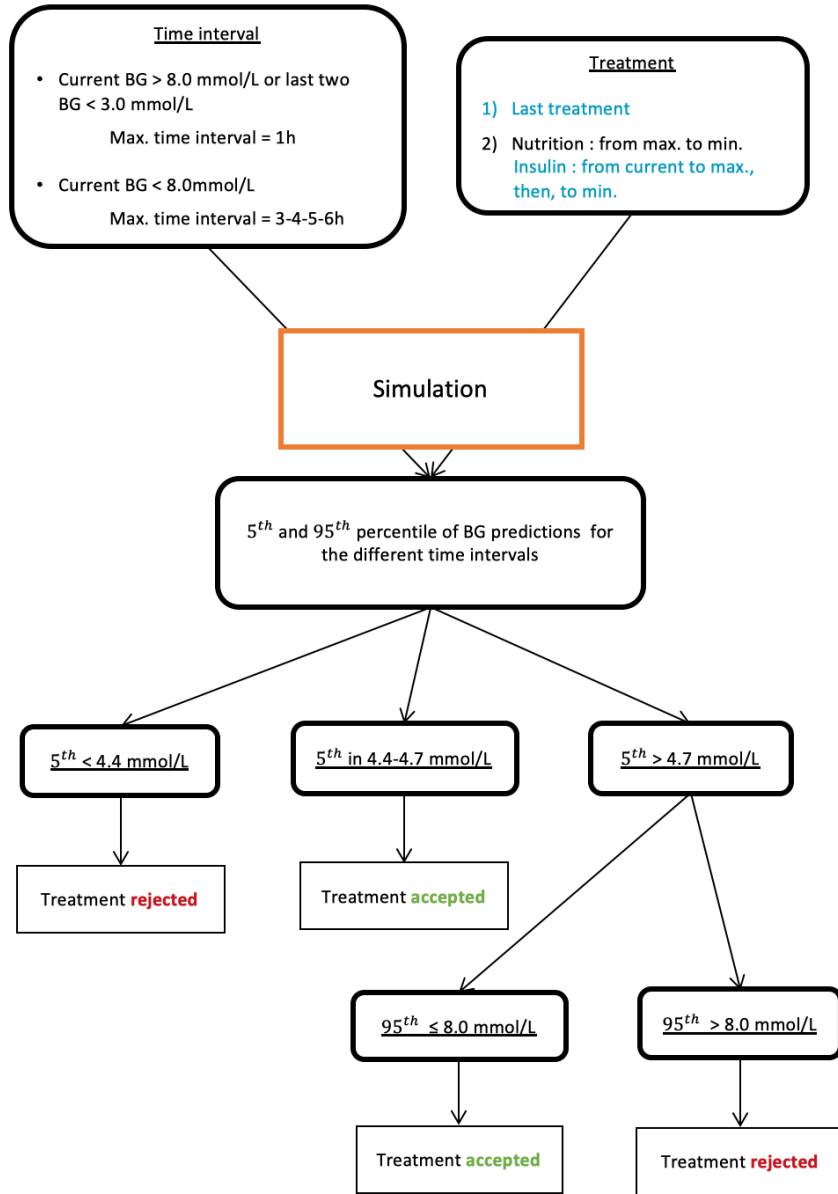 Time interval
• Current BG > 8.0 mmol/L or last two
BG < 3.0 mmol/L
Max. time interval = 1h
• Current BG < 8.0mmol/L
Max. time interval = 3-4-5-6h
Treatment
1) Last treatment
2) Nutrition : from max. to min.
Insulin : from current to max.,
then, to min.
Simulation
5th and 95th percentile of BG predictions for
the different time intervals
5th < 4.4 mmol/L
5th in 4.4-4.7 mmol/L
5th > 4.7 mmol/L
Treatment rejected
Treatment accepted
95th ≤ 8.0 mmol/L
95th > 8.0 mmol/L
Treatment accepted
Treatment rejected